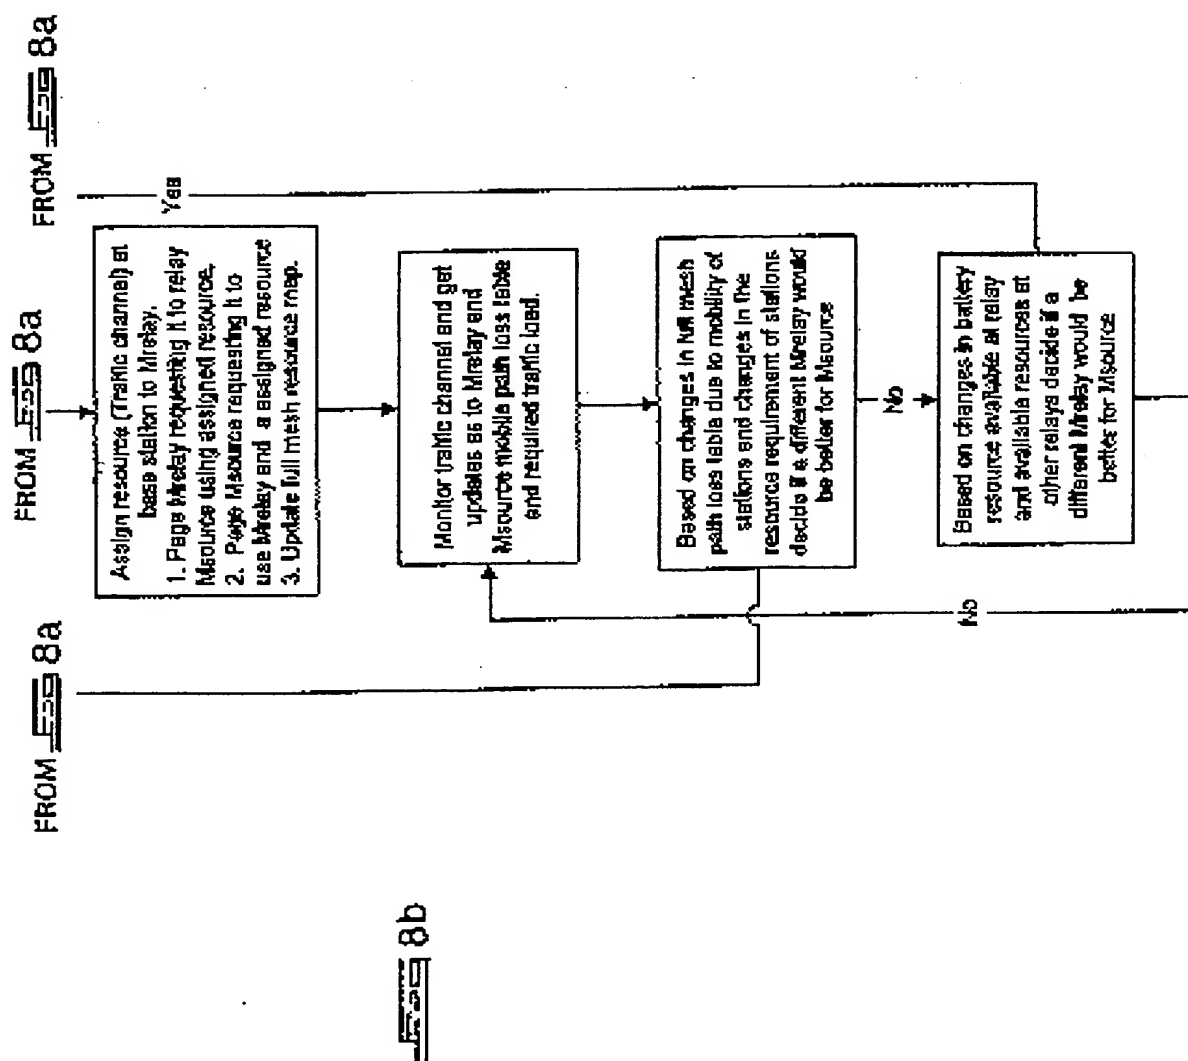 FROM Fig 8a
FROM Fig 8a
FROM Fig 8a
Assign resource (Traffic channel) at
base station to Mrelay.
1. Page Mrelay requesting it to relay
Msource using assigned resource.
2. Page Msource requesting it to
use Mrelay and a assigned resource
3. Update full mesh resource map.
Yes
Monitor traffic channel and get
updates as to Mrelay and
Msource mobile path loss table
and required traffic load.
Based on changes in full mesh
path loss table due to mobility of
stations and changes in the
resource requirement of stations
decide if a different Mrelay would
be better for Msource
No
Based on changes in battery
resource available at relay
and available resources at
other relays decide if a
different Mrelay would be
better for Msource
No
Fig 8b